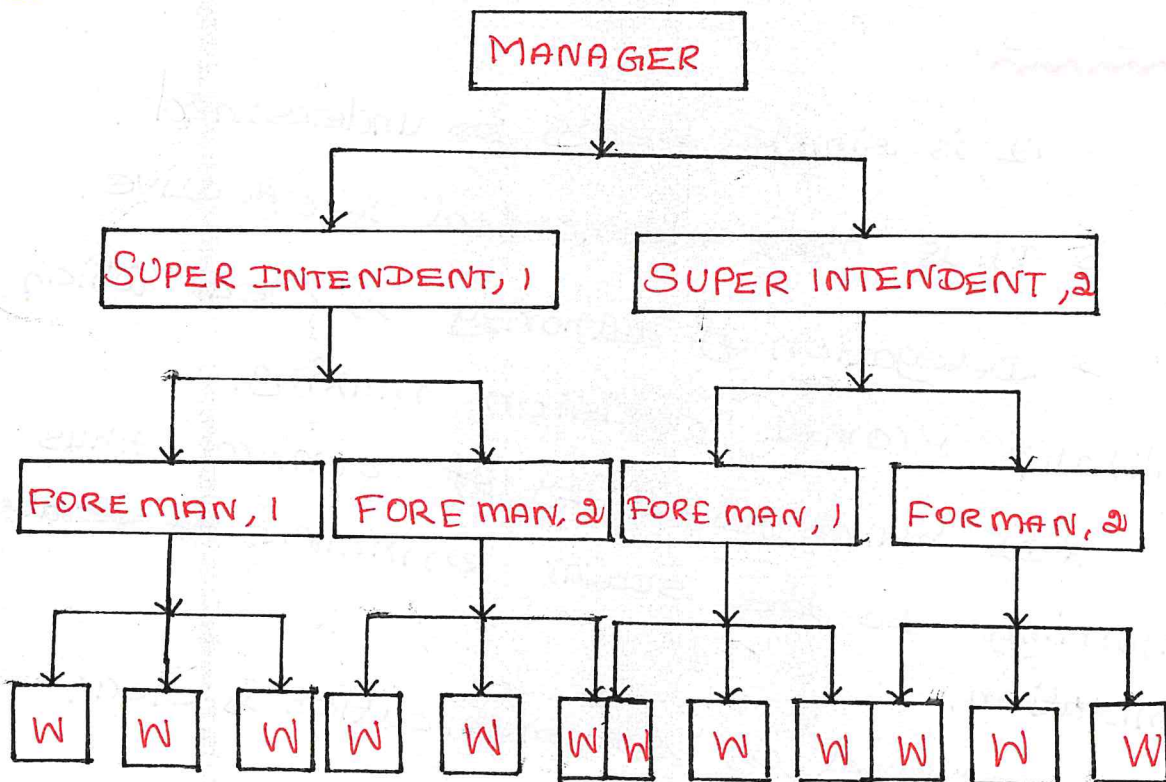 MANAGER
SUPER INTENDENT, 1 SUPER INTENDENT, 2
FORE MAN, 1 FORE MAN, 2 FORE MAN, 1 FORMAN, 2
W W W W W W W W W W W W